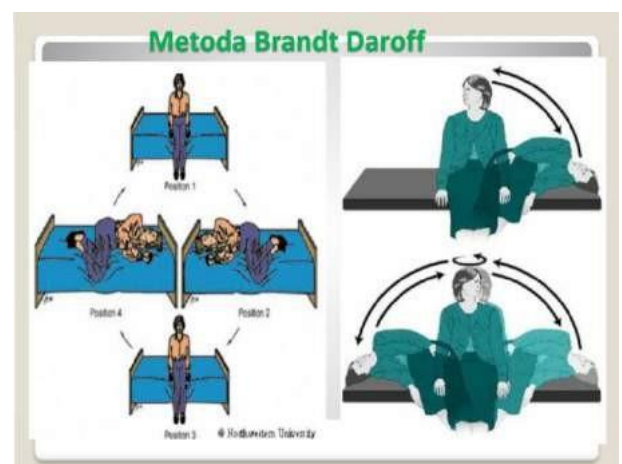 Metoda Brandt Daroff
Position 1
Position 4
Position 2
Position 3
© Northwestern University